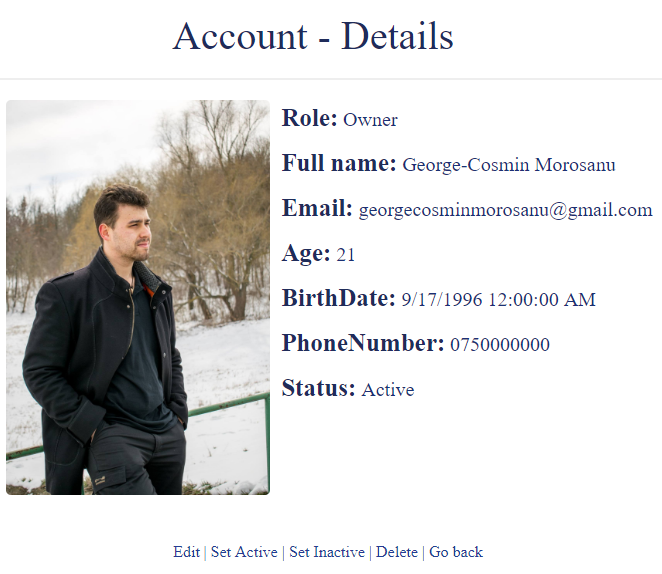 Account - Details
Role: Owner
Full name: George-Cosmin Morosanu
Email: georgecosminmorosanu@gmail.com
Age: 21
BirthDate: 9/17/1996 12:00:00 AM
PhoneNumber: 0750000000
Status: Active
Edit | Set Active | Set Inactive | Delete | Go back